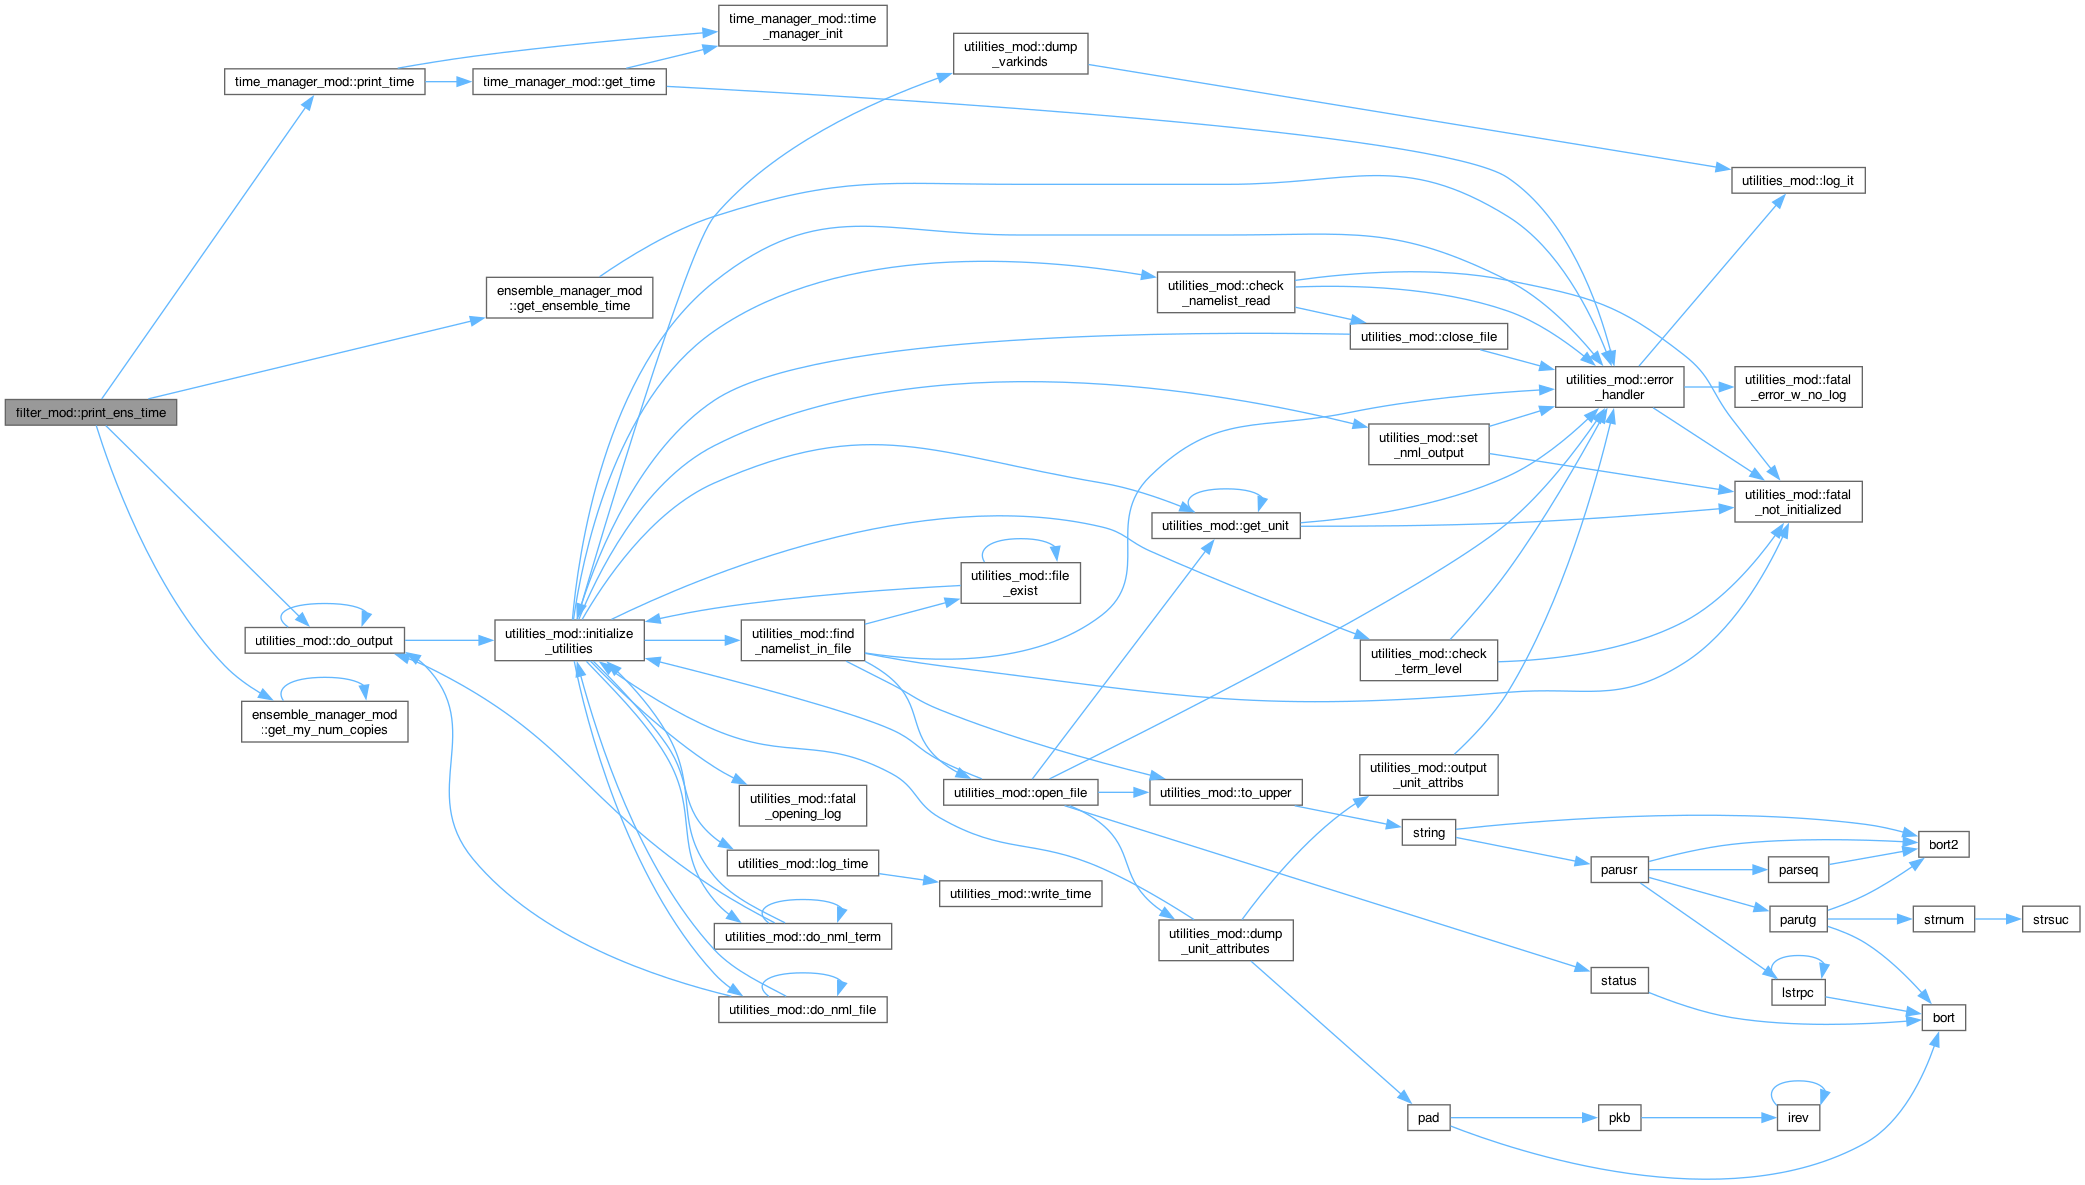 time_manager_mod::time
_manager_init
utilities_mod::dump
_varkinds
time_manager_mod::print_time
time_manager_mod::get_time
utilities_mod::log_it
ensemble_manager_mod
::get_ensemble_time
utilities_mod::check
_namelist_read
utilities_mod::close_file
utilities_mod::error
_handler
utilities_mod::fatal
_error_w_no_log
filter_mod::print_ens_time
utilities_mod::set
_nml_output
utilities_mod::fatal
_not_initialized
utilities_mod::get_unit
utilities_mod::file
_exist
utilities_mod::do_output
utilities_mod::initialize
_utilities
utilities_mod::find
_namelist_in_file
utilities_mod::check
_term_level
ensemble_manager_mod
::get_my_num_copies
utilities_mod::output
_unit_attribs
utilities_mod::fatal
_opening_log
utilities_mod::open_file
utilities_mod::to_upper
string
bort2
utilities_mod::log_time
parusr
parseq
utilities_mod::write_time
parutg
strnum
strsuc
utilities_mod::do_nml_term
utilities_mod::dump
_unit_attributes
status
lstrpc
utilities_mod::do_nml_file
bort
pad
pkb
irev